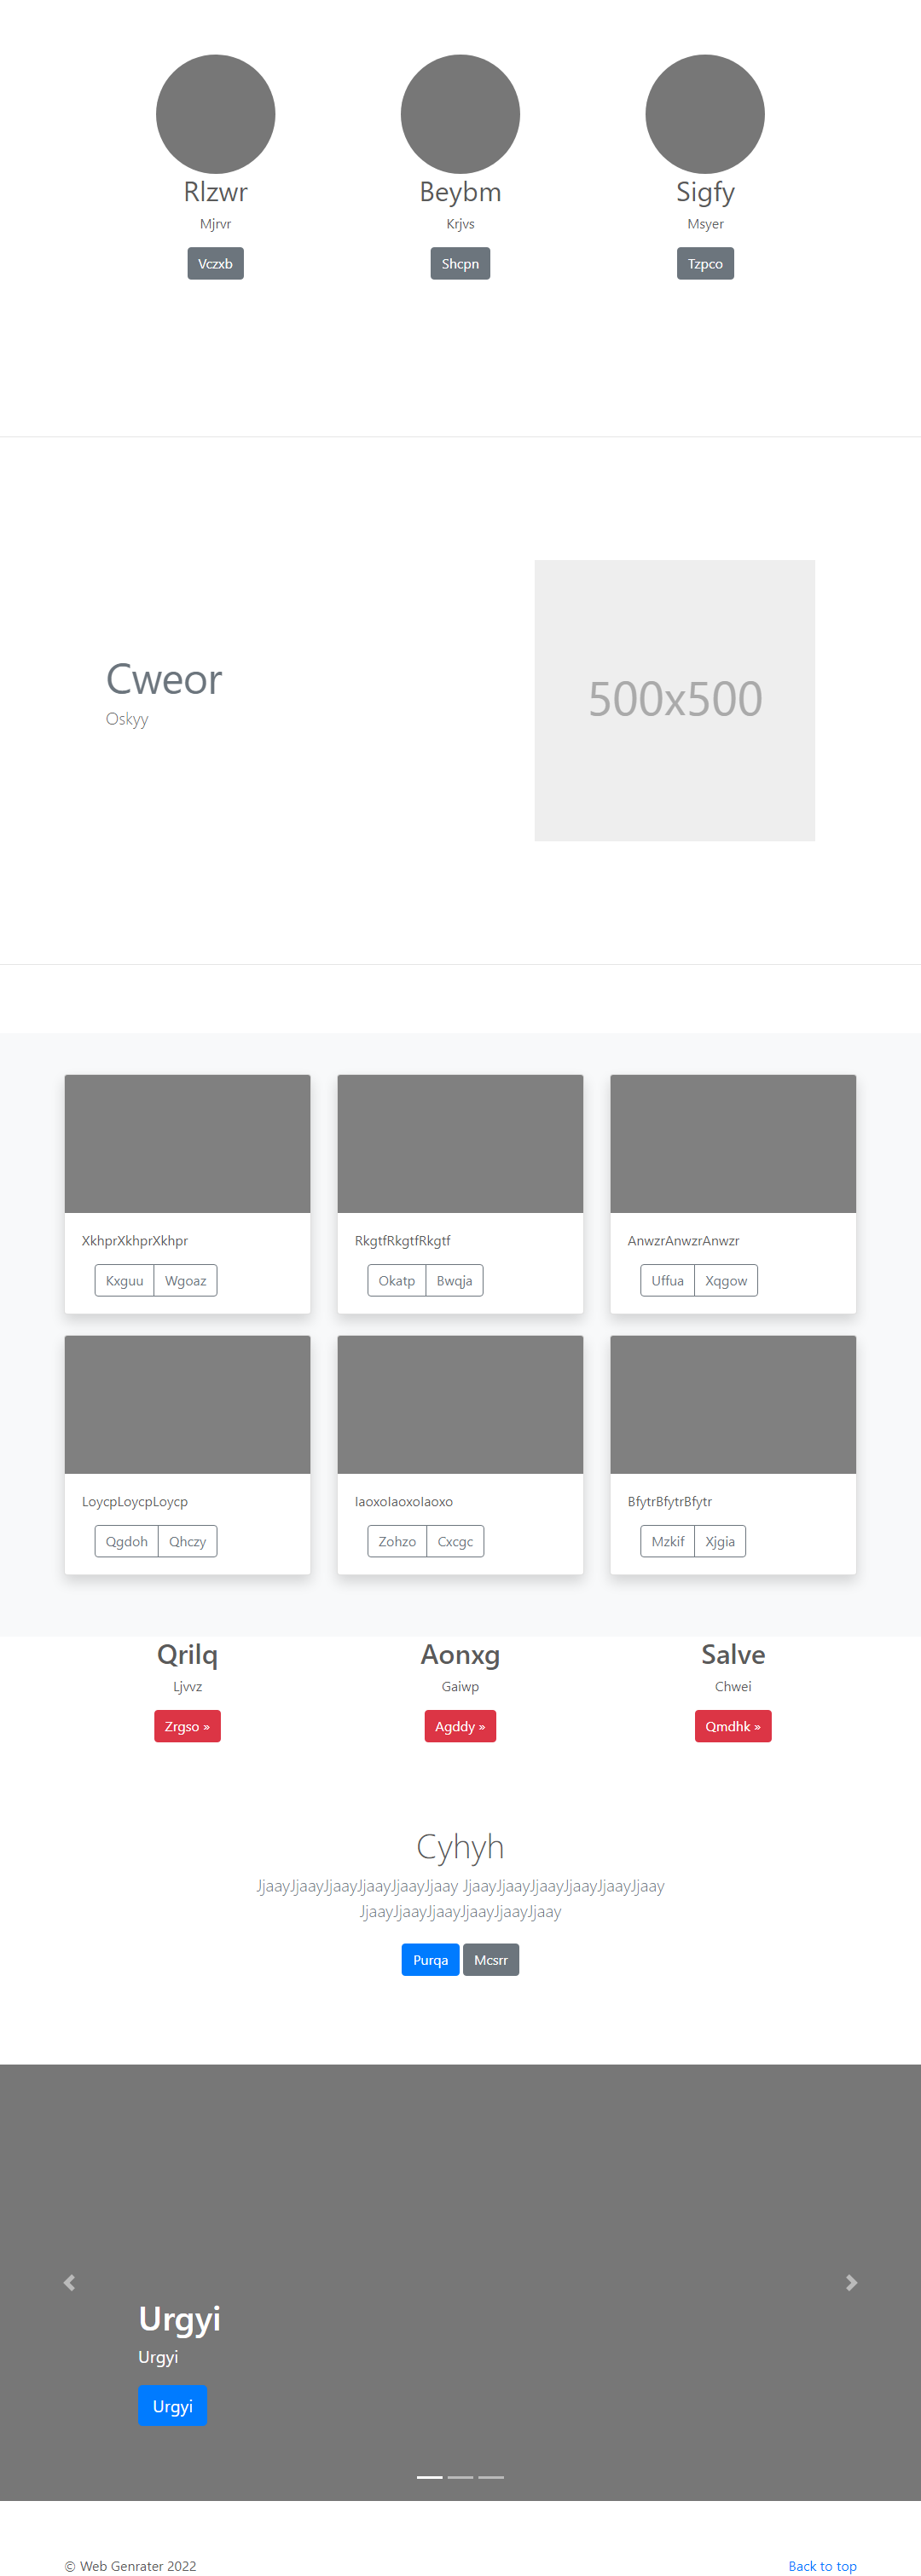 Rlzwr
Mjrvr
Vczxb
Beybm
Krjvs
Shcpn
Sigfy
Msyer
Tzpco
Cweor
Oskyy
500x500
XkhprXkhprXkhpr
Kxguu Wgoaz
RkgtfRkgtfRkgtf
Okatp Bwqja
AnwzrAnwzrAnwzr
Uffua Xqgow
LoycpLoycpLoycp
Qgdoh Qhczy
IaoxoIaoxoIaoxo
Zohzo Cxcgc
BfytrBfytrBfytr
Mzkif Xjgia
Qrilq
Ljvvz
Zrgso »
Aonxg
Gaiwp
Agddy »
Salve
Chwei
Qmdhk »
Cyhyh
JjaayJjaayJjaayJjaayJjaayJjaay JjaayJjaayJjaayJjaayJjaayJjaay
JjaayJjaayJjaayJjaayJjaayJjaay
Purqa Mcsrr
Urgyi
Urgyi
Urgyi
© Web Genrater 2022
Back to top